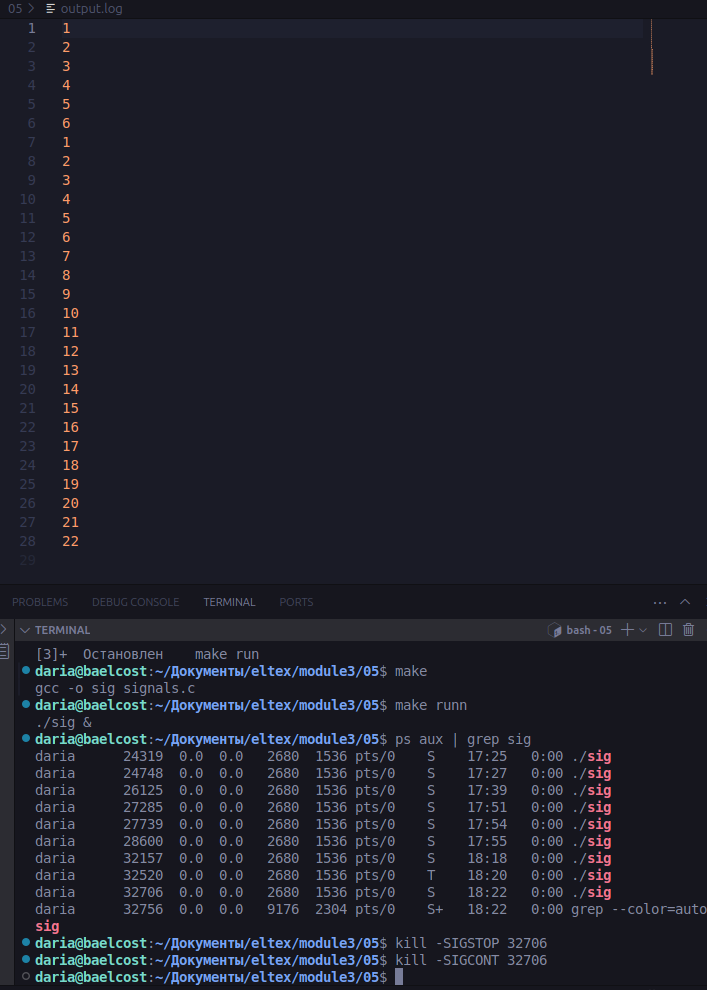 05 > output.log
1 1
2 2
3 3
4 4
5 5
6 6
7 1
8 2
9 3
10 4
11 5
12 6
13 7
14 8
15 9
16 10
17 11
18 12
19 13
20 14
21 15
22 16
23 17
24 18
25 19
26 20
27 21
28 22
29
PROBLEMS DEBUG CONSOLE TERMINAL PORTS
TERMINAL bash - 05
[3]+ Остановлен make run
daria@baelcost:~/Документы/eltex/module3/05$ make
gcc -o sig signals.c
daria@baelcost:~/Документы/eltex/module3/05$ make runn
./sig &
daria@baelcost:~/Документы/eltex/module3/05$ ps aux | grep sig
daria 24319 0.0 0.0 2680 1536 pts/0 S 17:25 0:00 ./sig
daria 24748 0.0 0.0 2680 1536 pts/0 S 17:27 0:00 ./sig
daria 26125 0.0 0.0 2680 1536 pts/0 S 17:39 0:00 ./sig
daria 27285 0.0 0.0 2680 1536 pts/0 S 17:51 0:00 ./sig
daria 27739 0.0 0.0 2680 1536 pts/0 S 17:54 0:00 ./sig
daria 28600 0.0 0.0 2680 1536 pts/0 S 17:55 0:00 ./sig
daria 32157 0.0 0.0 2680 1536 pts/0 S 18:18 0:00 ./sig
daria 32520 0.0 0.0 2680 1536 pts/0 T 18:20 0:00 ./sig
daria 32706 0.0 0.0 2680 1536 pts/0 S 18:22 0:00 ./sig
daria 32756 0.0 0.0 9176 2304 pts/0 S+ 18:22 0:00 grep --color=auto
sig
daria@baelcost:~/Документы/eltex/module3/05$ kill -SIGSTOP 32706
daria@baelcost:~/Документы/eltex/module3/05$ kill -SIGCONT 32706
daria@baelcost:~/Документы/eltex/module3/05$